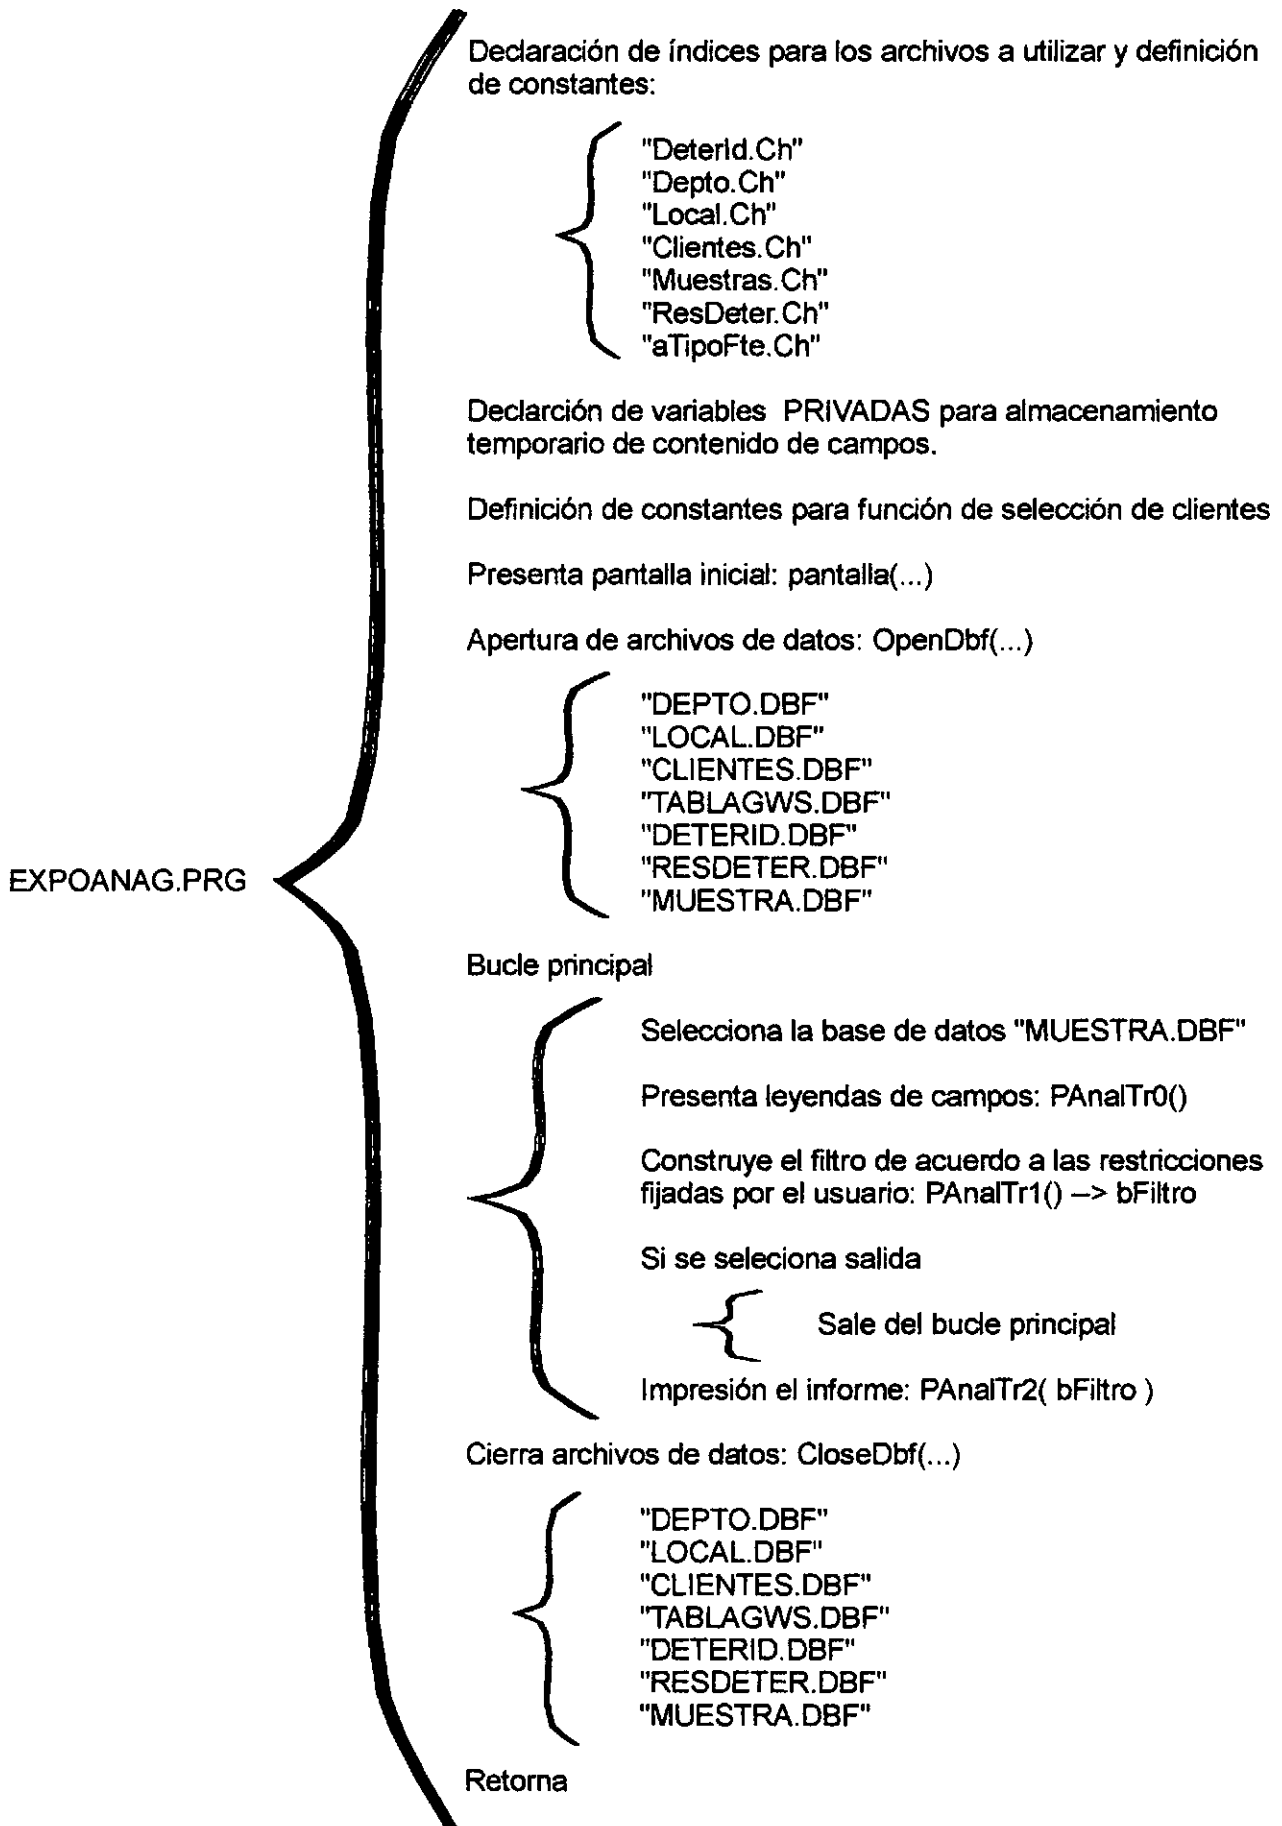 Declaración de índices para los archivos a utilizar y definición
de constantes:
"DeterId.Ch"
"Depto.Ch"
"Local.Ch"
"Clientes.Ch"
"Muestras.Ch"
"ResDeter.Ch"
"aTipoFte.Ch"
Declarción de variables PRIVADAS para almacenamiento
temporario de contenido de campos.
Definición de constantes para función de selección de clientes
Presenta pantalla inicial: pantalla(...)
Apertura de archivos de datos: OpenDbf(...)
"DEPTO.DBF"
"LOCAL.DBF"
"CLIENTES.DBF"
"TABLAGWS.DBF"
"DETERID.DBF"
"RESDETER.DBF"
"MUESTRA.DBF"
EXPOANAG.PRG
Bucle principal
Selecciona la base de datos "MUESTRA.DBF"
Presenta leyendas de campos: PAnalTr0()
Construye el filtro de acuerdo a las restricciones
fijadas por el usuario: PAnalTr1() –> bFiltro
Si se seleciona salida
Sale del bucle principal
Impresión el informe: PAnalTr2( bFiltro )
Cierra archivos de datos: CloseDbf(...)
"DEPTO.DBF"
"LOCAL.DBF"
"CLIENTES.DBF"
"TABLAGWS.DBF"
"DETERID.DBF"
"RESDETER.DBF"
"MUESTRA.DBF"
Retorna